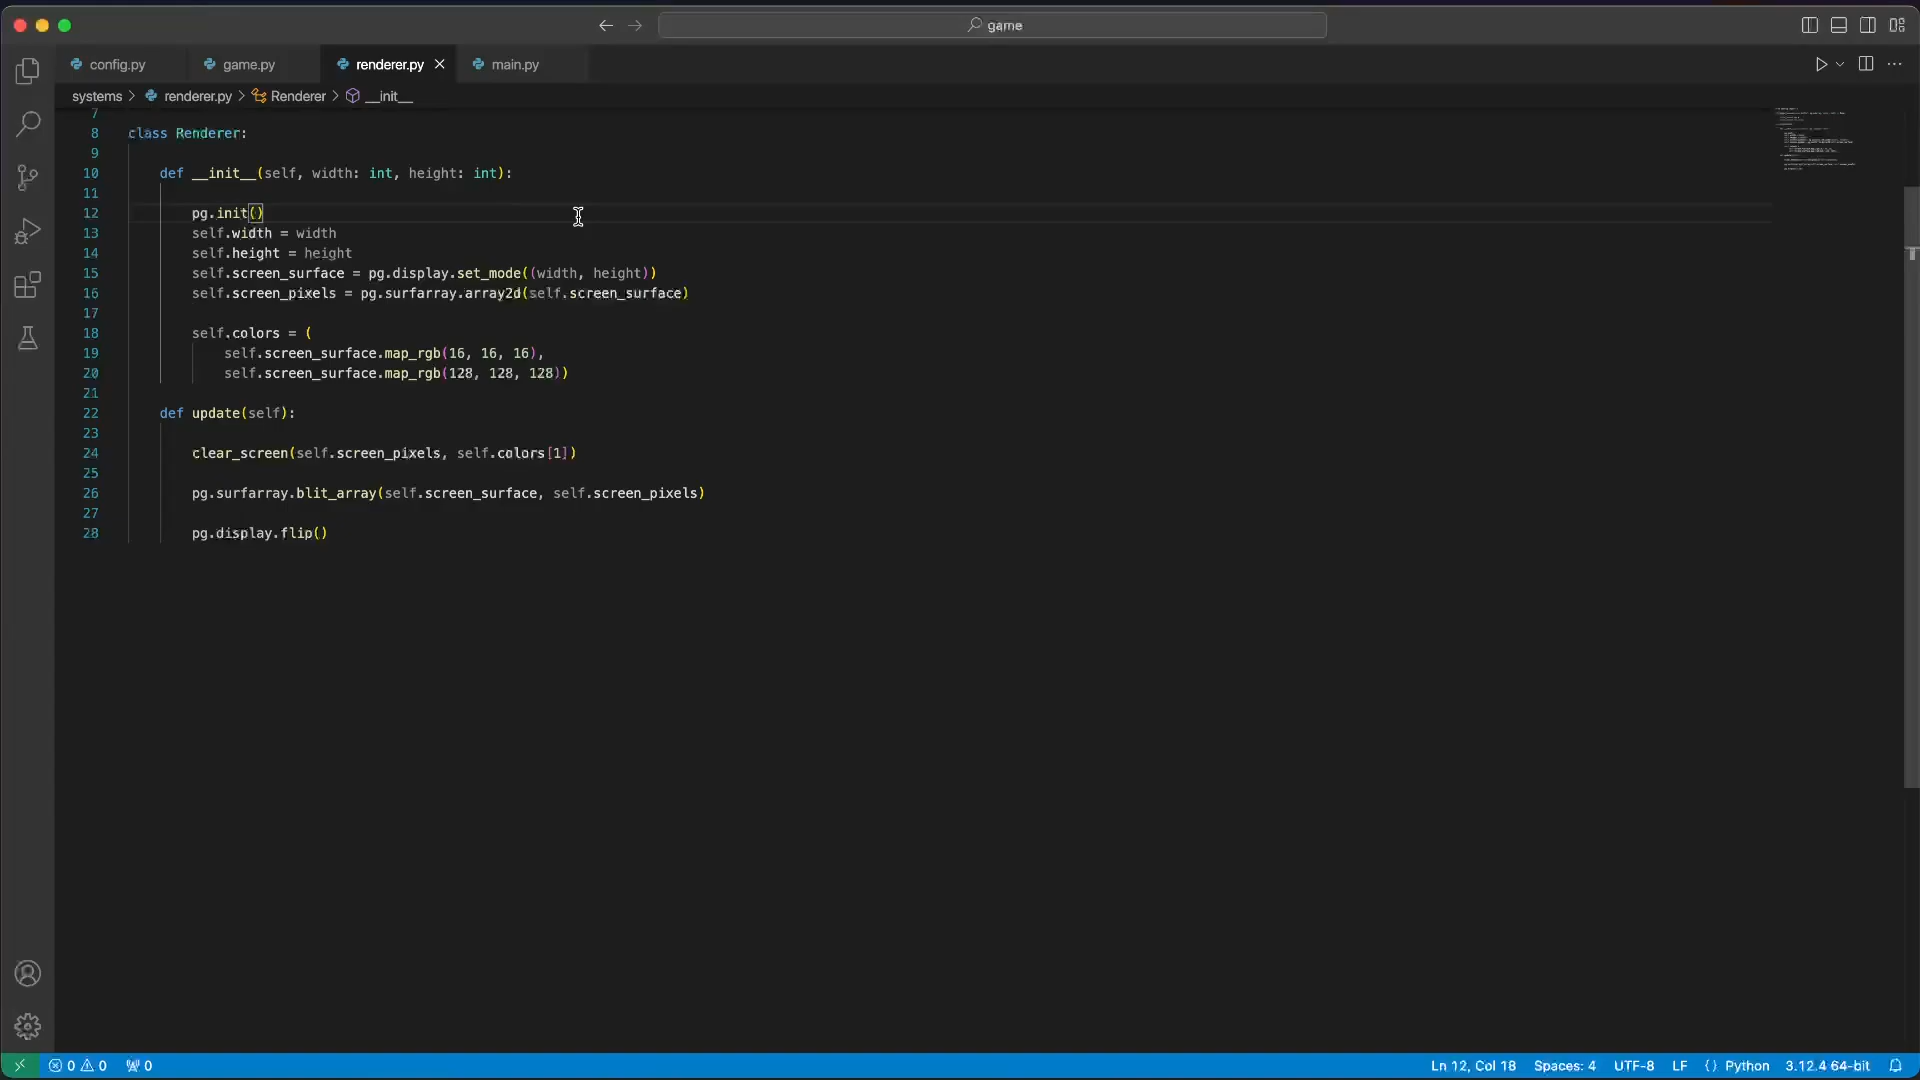 game
config.py
game.py
renderer.py
main.py
systems > renderer.py > Renderer > __init__
7
8 class Renderer:
9
10     def __init__(self, width: int, height: int):
11
12         pg.init()
13         self.width = width
14         self.height = height
15         self.screen_surface = pg.display.set_mode((width, height))
16         self.screen_pixels = pg.surfarray.array2d(self.screen_surface)
17
18         self.colors = (
19             self.screen_surface.map_rgb(16, 16, 16),
20             self.screen_surface.map_rgb(128, 128, 128))
21
22     def update(self):
23
24         clear_screen(self.screen_pixels, self.colors[1])
25
26         pg.surfarray.blit_array(self.screen_surface, self.screen_pixels)
27
28         pg.display.flip()
0 0 0 Ln 12, Col 18 Spaces: 4 UTF-8 LF {} Python 3.12.4 64-bit